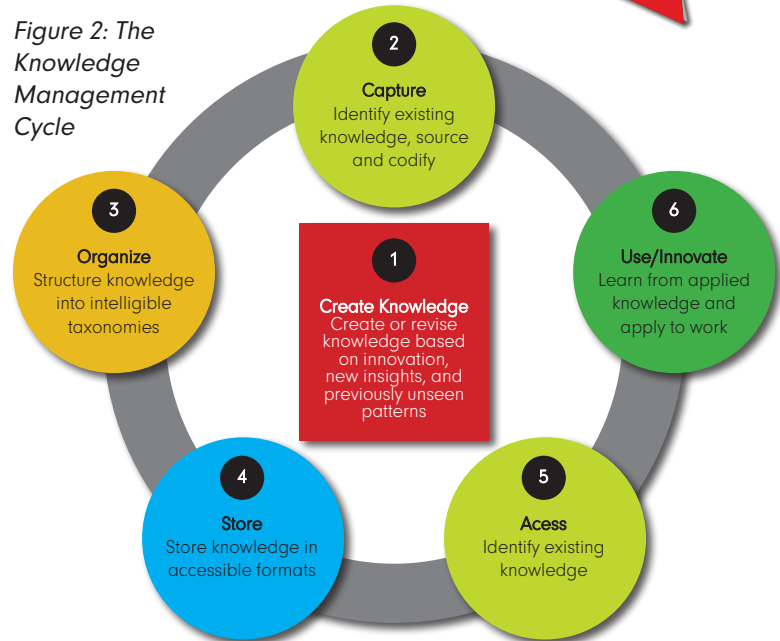 Figure 2: The
Knowledge
Management
Cycle
2
Capture
Identify existing
knowledge, source
and codify
3
Organize
Structure knowledge
into intelligible
taxonomies
1
Create Knowledge
Create or revise
knowledge based
on innovation,
new insights, and
previously unseen
patterns
6
Use/Innovate
Learn from applied
knowledge and
apply to work
4
Store
Store knowledge in
accessible formats
5
Acess
Identify existing
knowledge